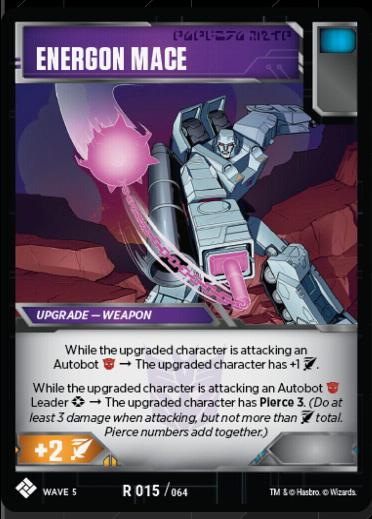 ENERGON MACE
UPGRADE — WEAPON
While the upgraded character is attacking an
Autobot → The upgraded character has +1 .
While the upgraded character is attacking an Autobot
Leader → The upgraded character has Pierce 3. (Do at
least 3 damage when attacking, but not more than total.
Pierce numbers add together.)
+2
WAVE 5 R 015 /064 TM & © Hasbro. © Wizards.